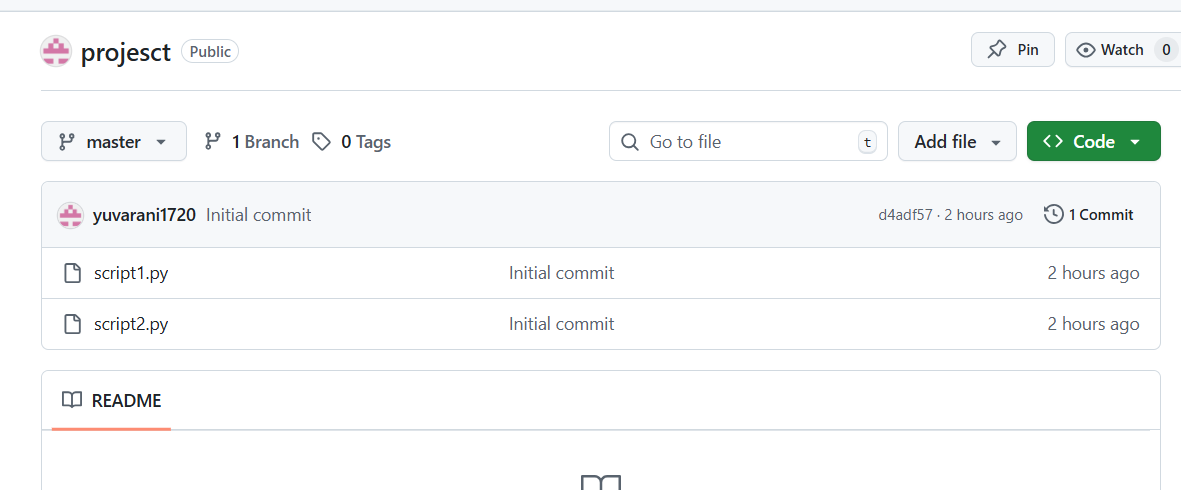 projesct Public Pin Watch 0
master 1 Branch 0 Tags Go to file t Add file Code
yuvarani1720 Initial commit d4adf57 · 2 hours ago 1 Commit
script1.py Initial commit 2 hours ago
script2.py Initial commit 2 hours ago
README